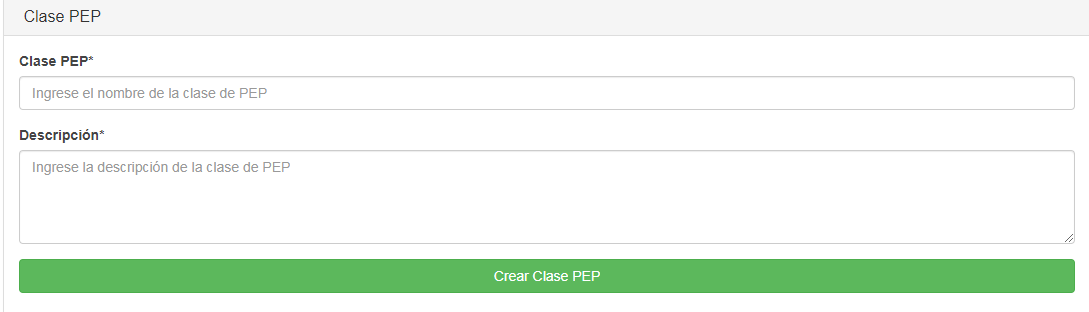 Clase PEP
Clase PEP*
Ingrese el nombre de la clase de PEP
Descripción*
Ingrese la descripción de la clase de PEP
Crear Clase PEP